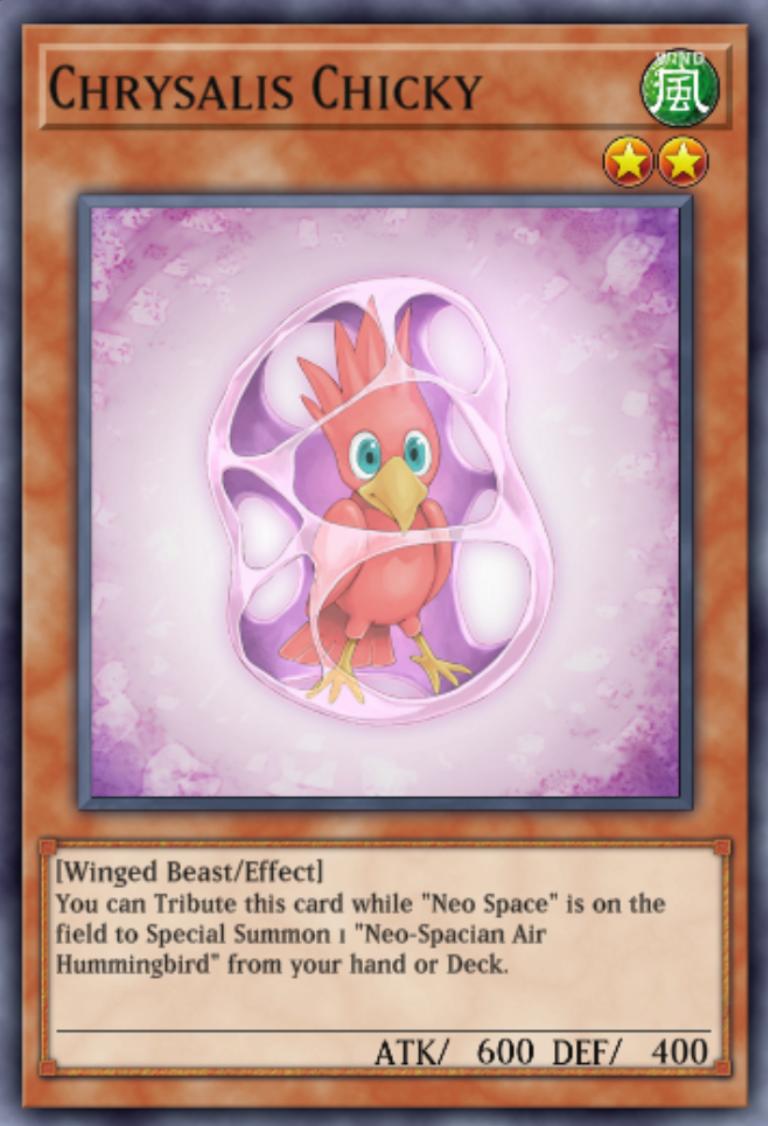 Chrysalis Chicky
WIND
風
[Winged Beast/Effect]
You can Tribute this card while "Neo Space" is on the
field to Special Summon 1 "Neo-Spacian Air
Hummingbird" from your hand or Deck.
ATK/ 600 DEF/ 400